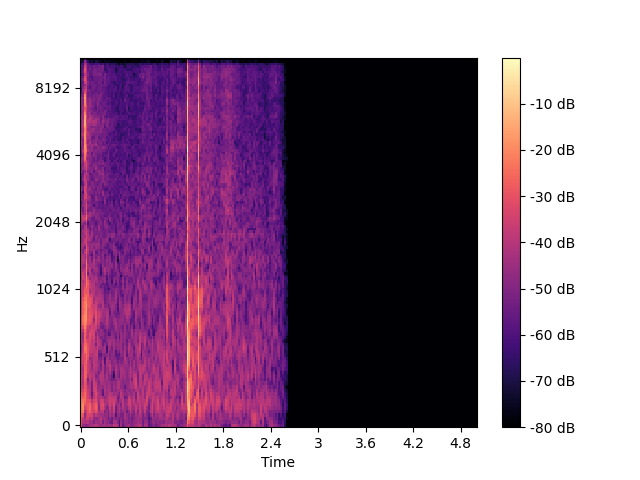 8192
4096
2048
1024
512
0
Hz
0 0.6 1.2 1.8 2.4 3 3.6 4.2 4.8
Time
-10 dB
-20 dB
-30 dB
-40 dB
-50 dB
-60 dB
-70 dB
-80 dB